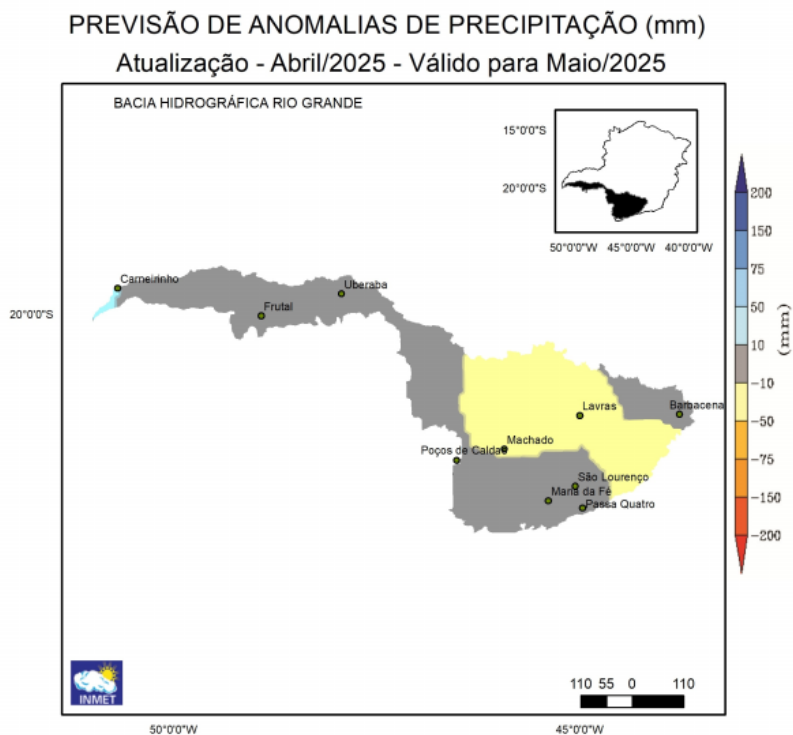 PREVISÃO DE ANOMALIAS DE PRECIPITAÇÃO (mm)
Atualização - Abril/2025 - Válido para Maio/2025
BACIA HIDROGRÁFICA RIO GRANDE
15°0'0"S
20°0'0"S
50°0'0"W 45°0'0"W 40°0'0"W
200
150
75
50
10
-10
-50
-75
-150
-200
(mm)
Carneirinho
Uberaba
Frutal
20°0'0"S
Lavras
Barbacena
Machado
Poços de Caldas
São Lourenço
Maria da Fé
Passa Quatro
INMET
110 55 0 110
50°0'0"W 45°0'0"W